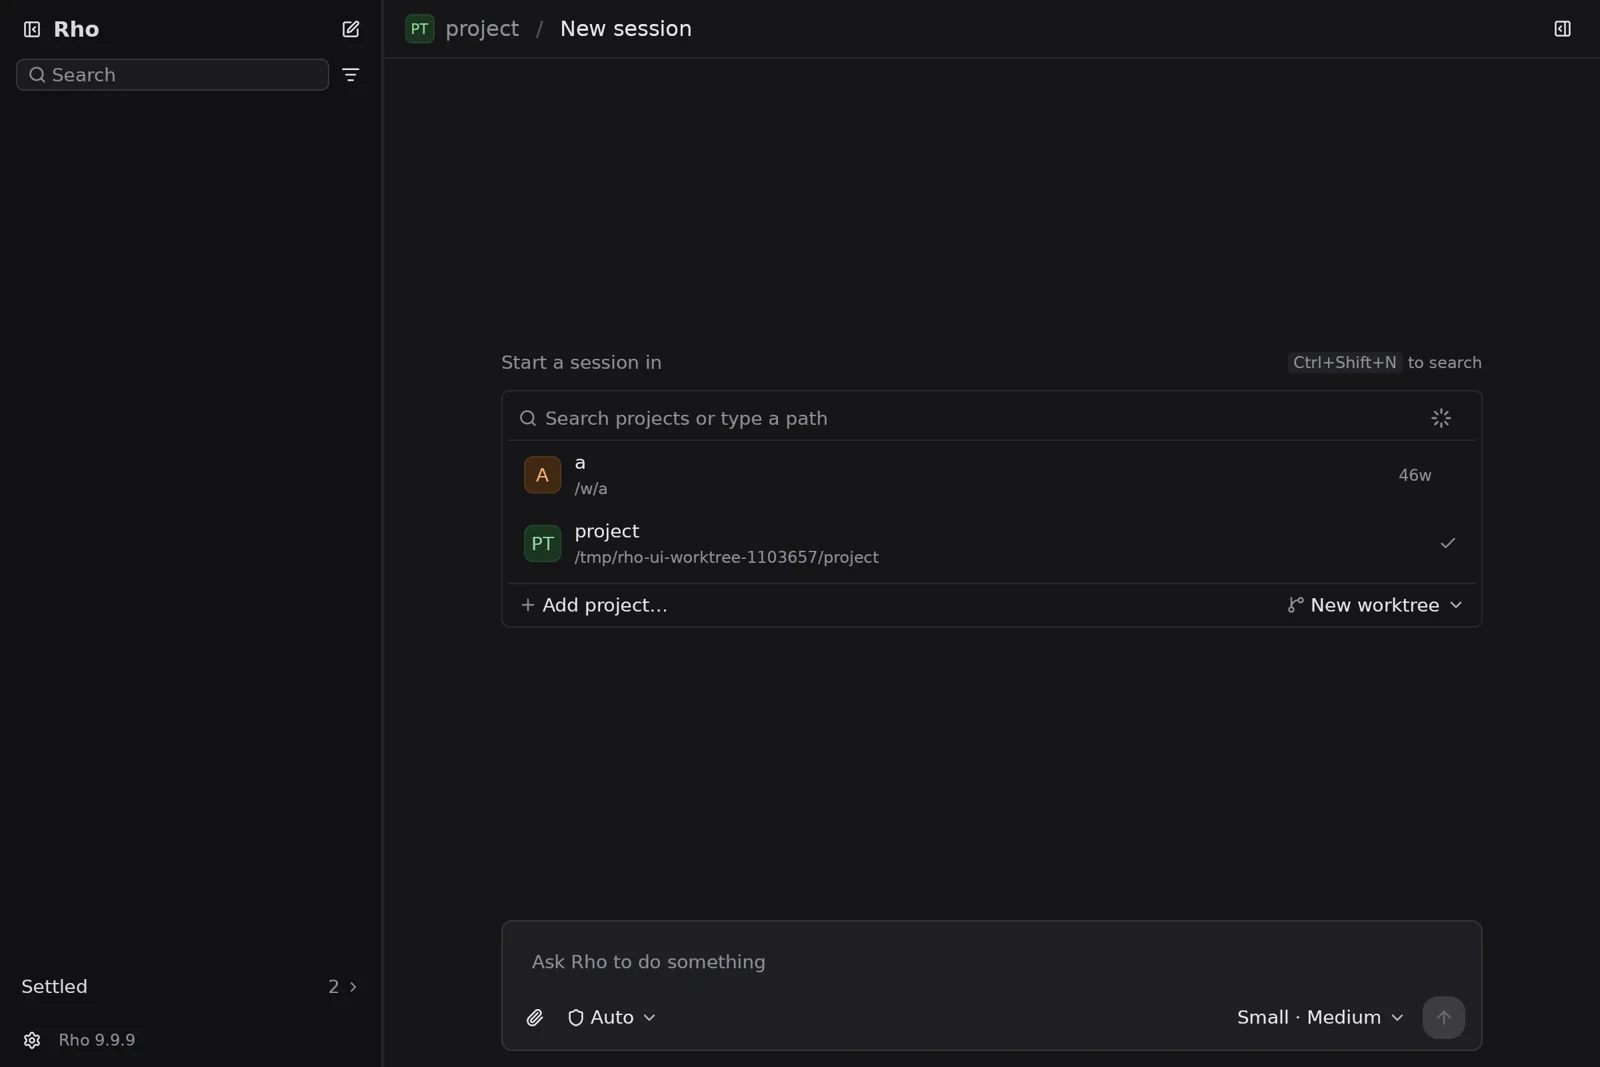 Rho
Search
PT project / New session
Start a session in
Ctrl+Shift+N to search
Search projects or type a path
A
a
/w/a
46w
PT
project
/tmp/rho-ui-worktree-1103657/project
Add project...
New worktree
Ask Rho to do something
Auto
Small · Medium
Settled 2
Rho 9.9.9